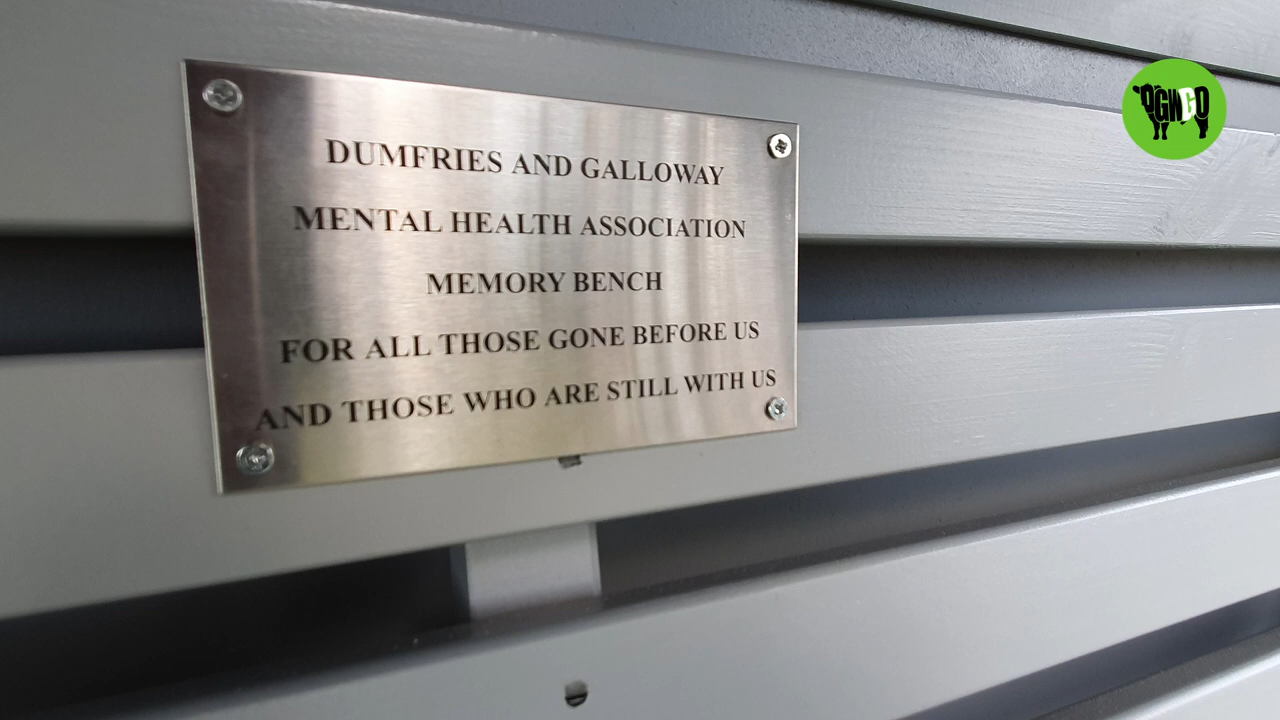 DUMFRIES AND GALLOWAY
MENTAL HEALTH ASSOCIATION
MEMORY BENCH
FOR ALL THOSE GONE BEFORE US
AND THOSE WHO ARE STILL WITH US
DGWGO